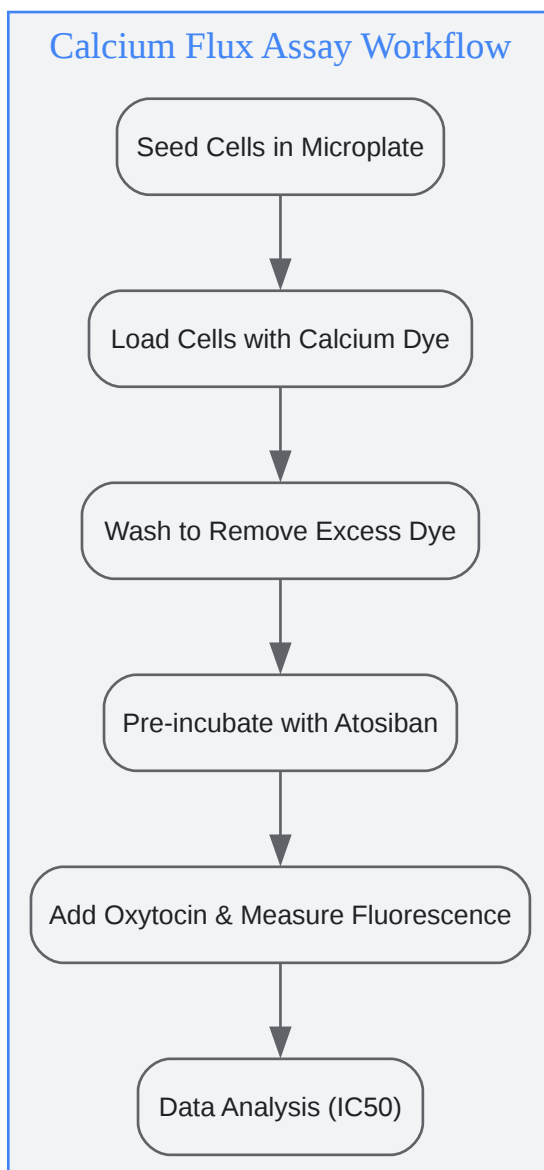 Calcium Flux Assay Workflow
Seed Cells in Microplate
Load Cells with Calcium Dye
Wash to Remove Excess Dye
Pre-incubate with Atosiban
Add Oxytocin & Measure Fluorescence
Data Analysis (IC50)